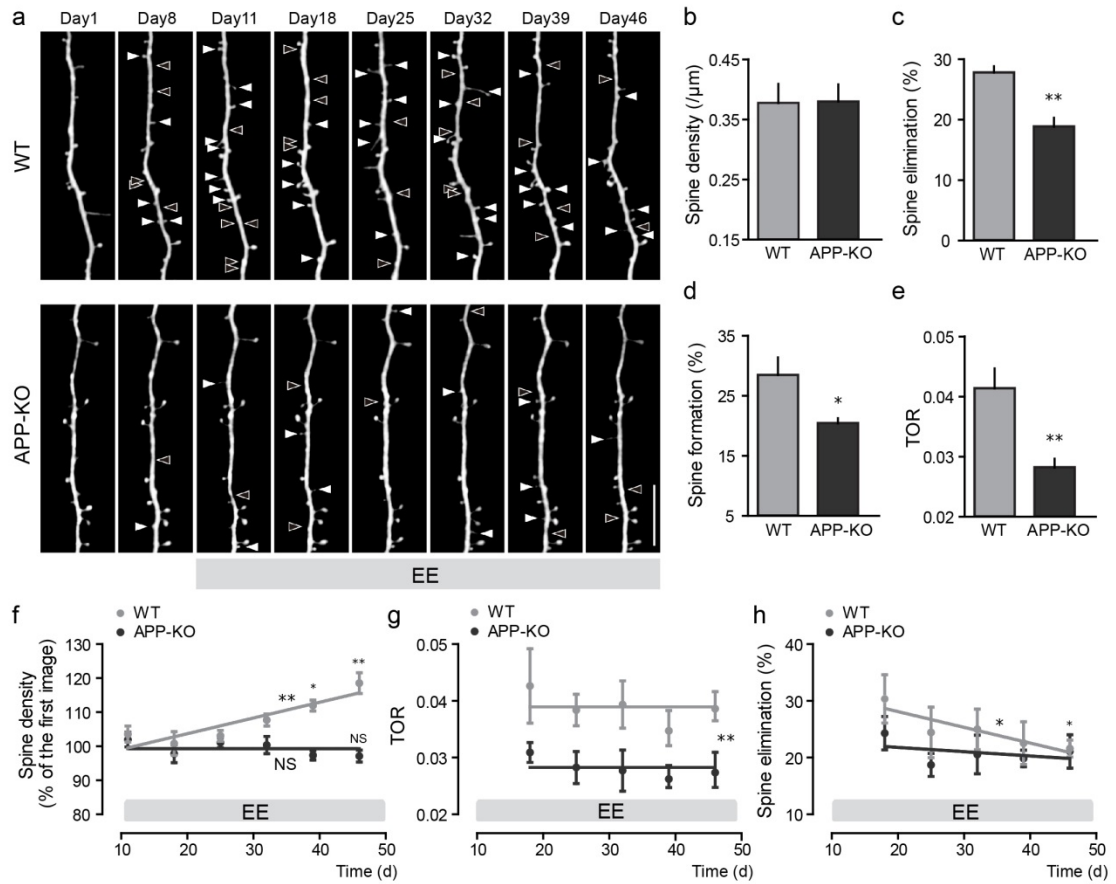 a
Day1 Day8 Day11 Day18 Day25 Day32 Day39 Day46
WT
APP-KO
EE
b
Spine density (/µm)
0.45
0.35
0.25
0.15
WT APP-KO
c
Spine elimination (%)
30
20
10
0
**
WT APP-KO
d
Spine formation (%)
35
25
15
5
*
WT APP-KO
e
TOR
0.05
0.04
0.03
0.02
**
WT APP-KO
f
WT
APP-KO
Spine density
(% of the first image)
130
120
110
100
90
80
** * **
NS NS
EE
10 20 30 40 50
Time (d)
g
WT
APP-KO
TOR
0.05
0.04
0.03
0.02
**
EE
10 20 30 40 50
Time (d)
h
WT
APP-KO
Spine elimination (%)
40
30
20
10
* *
EE
10 20 30 40 50
Time (d)